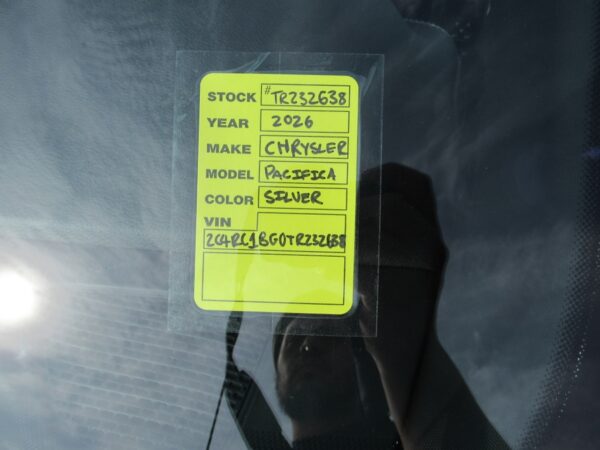 STOCK #TR232638
YEAR 2026
MAKE CHRYSLER
MODEL PACIFICA
COLOR SILVER
VIN
2C4RC1BG0TR232638